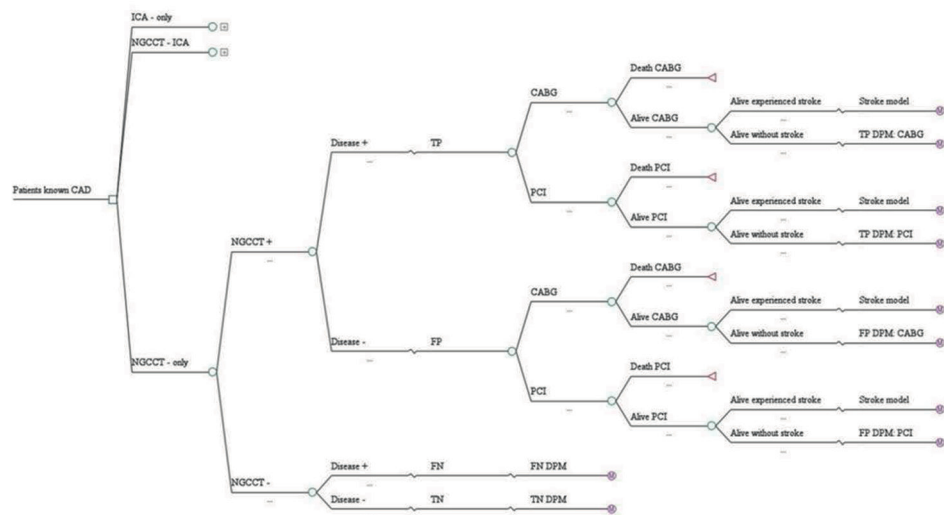 ICA - only
NGCCT - ICA
Death CABG
CABG
Alive experienced stroke Stroke model
Alive CABG
Alive without stroke TP DPM: CABG
Disease + TP
Death PCI
PCI
Alive experienced stroke Stroke model
Alive PCI
Alive without stroke TP DPM: PCI
Patients known CAD
NGCCT +
Death CABG
CABG
Alive experienced stroke Stroke model
Alive CABG
Alive without stroke FP DPM: CABG
Disease - FP
Death PCI
NGCCT - only
PCI
Alive experienced stroke Stroke model
Alive PCI
Alive without stroke FP DPM: PCI
Disease + FN FN DPM
NGCCT -
Disease - TN TN DPM